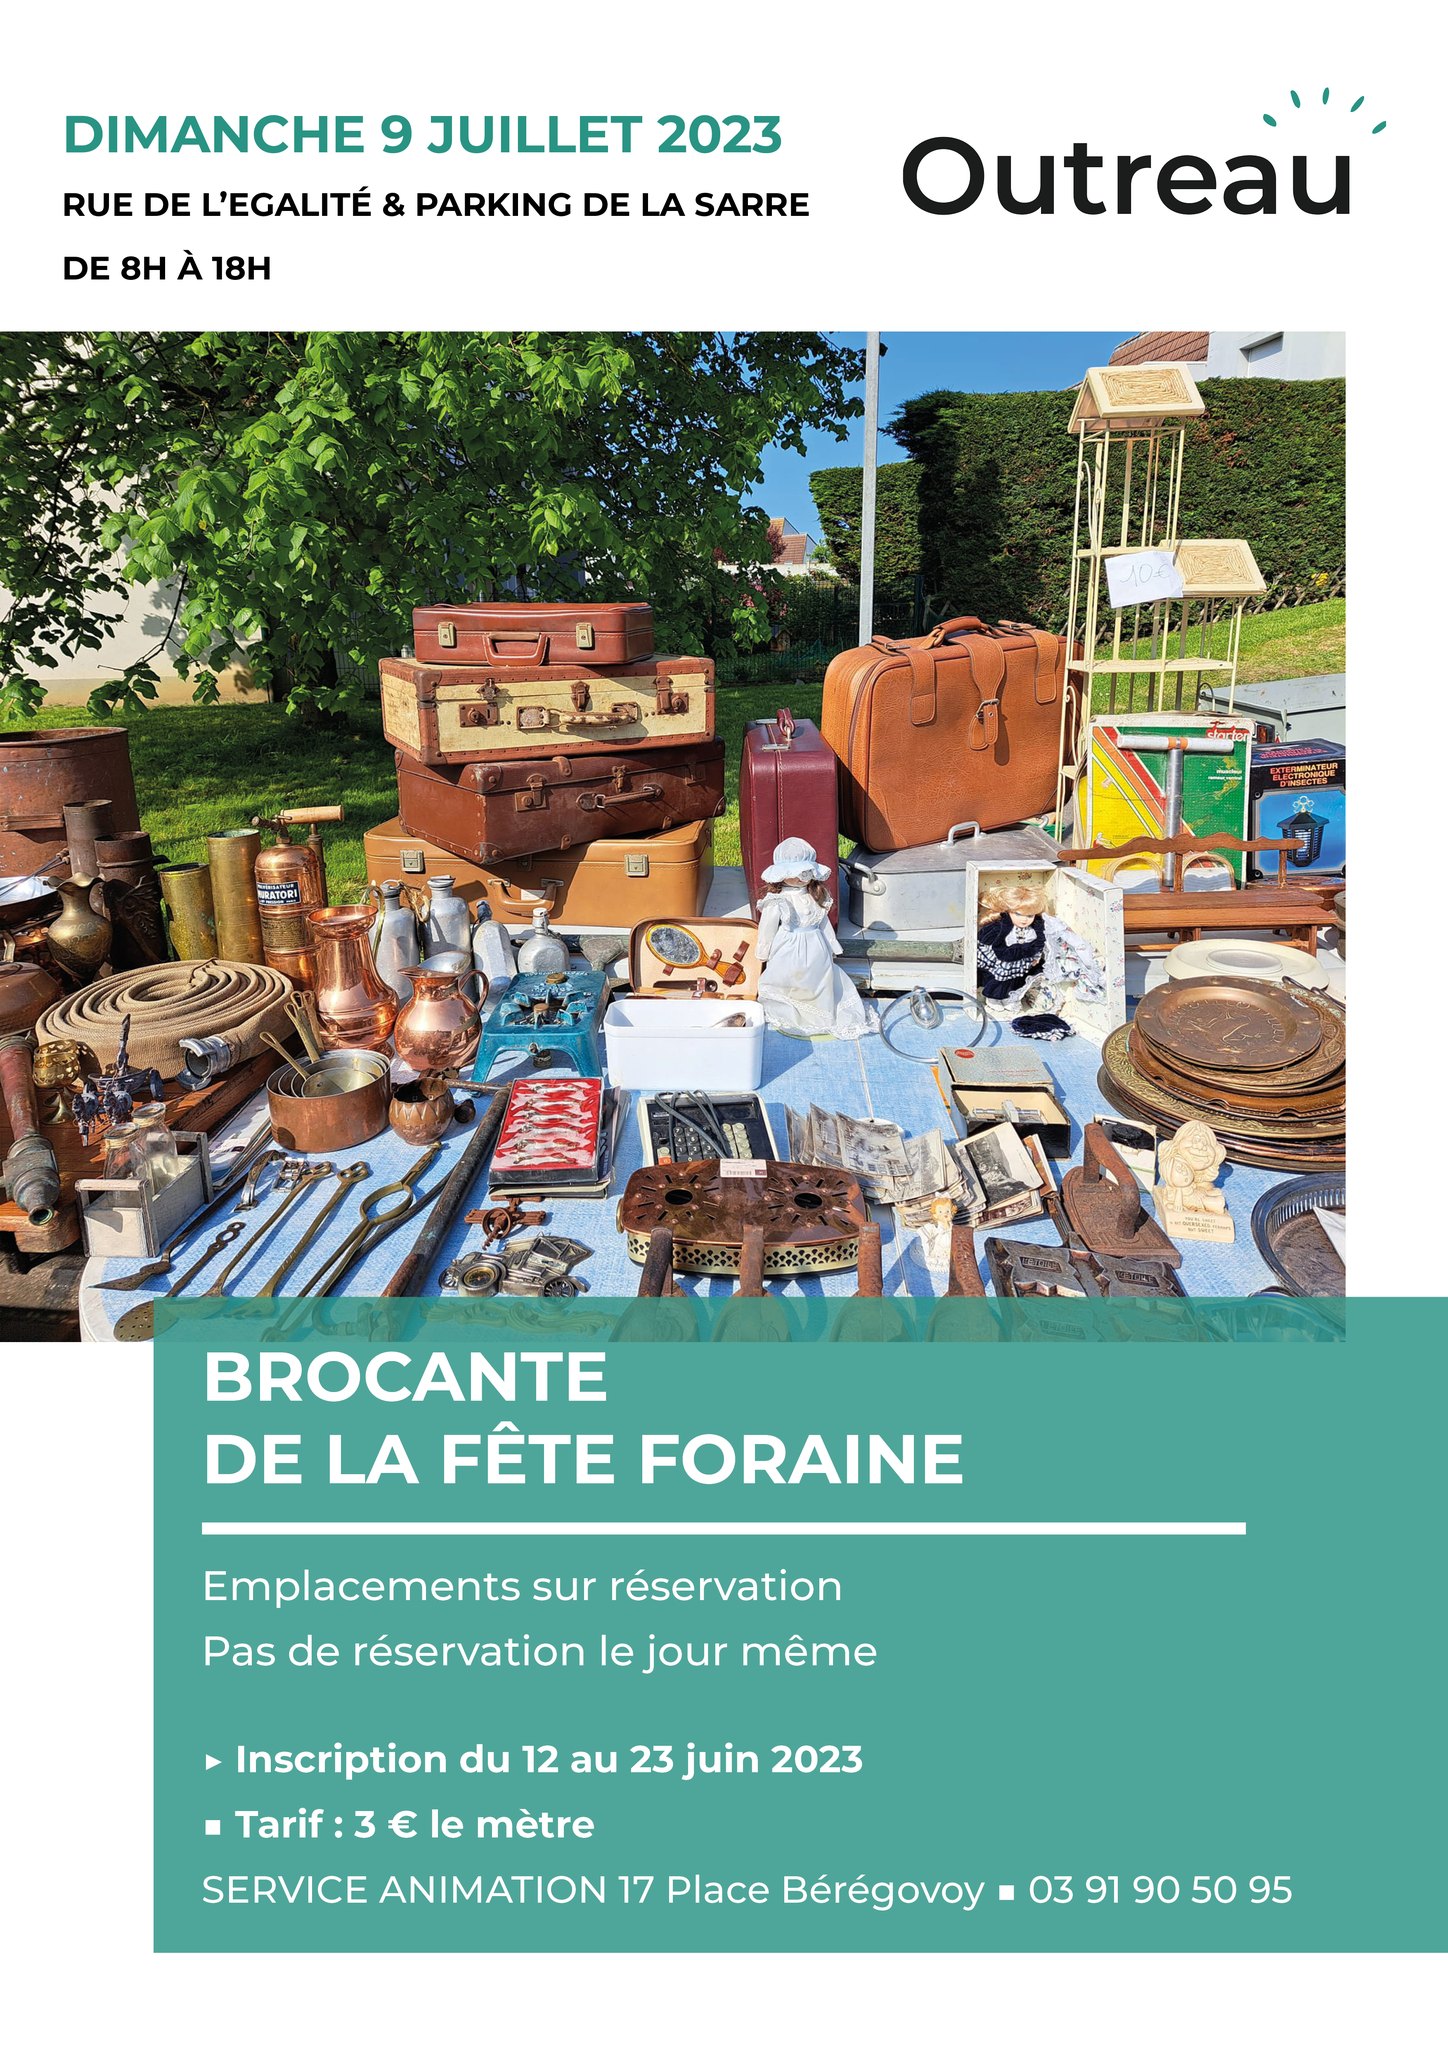 DIMANCHE 9 JUILLET 2023
RUE DE L'EGALITÉ & PARKING DE LA SARRE
DE 8H À 18H
Outreau
10€
starter
EXTERMINATEUR
ELECTRONIQUE
D'INSECTES
MURATORI
BROCANTE
DE LA FÊTE FORAINE
Emplacements sur réservation
Pas de réservation le jour même
▸ Inscription du 12 au 23 juin 2023
▪ Tarif : 3 € le mètre
SERVICE ANIMATION 17 Place Bérégovoy ▪ 03 91 90 50 95